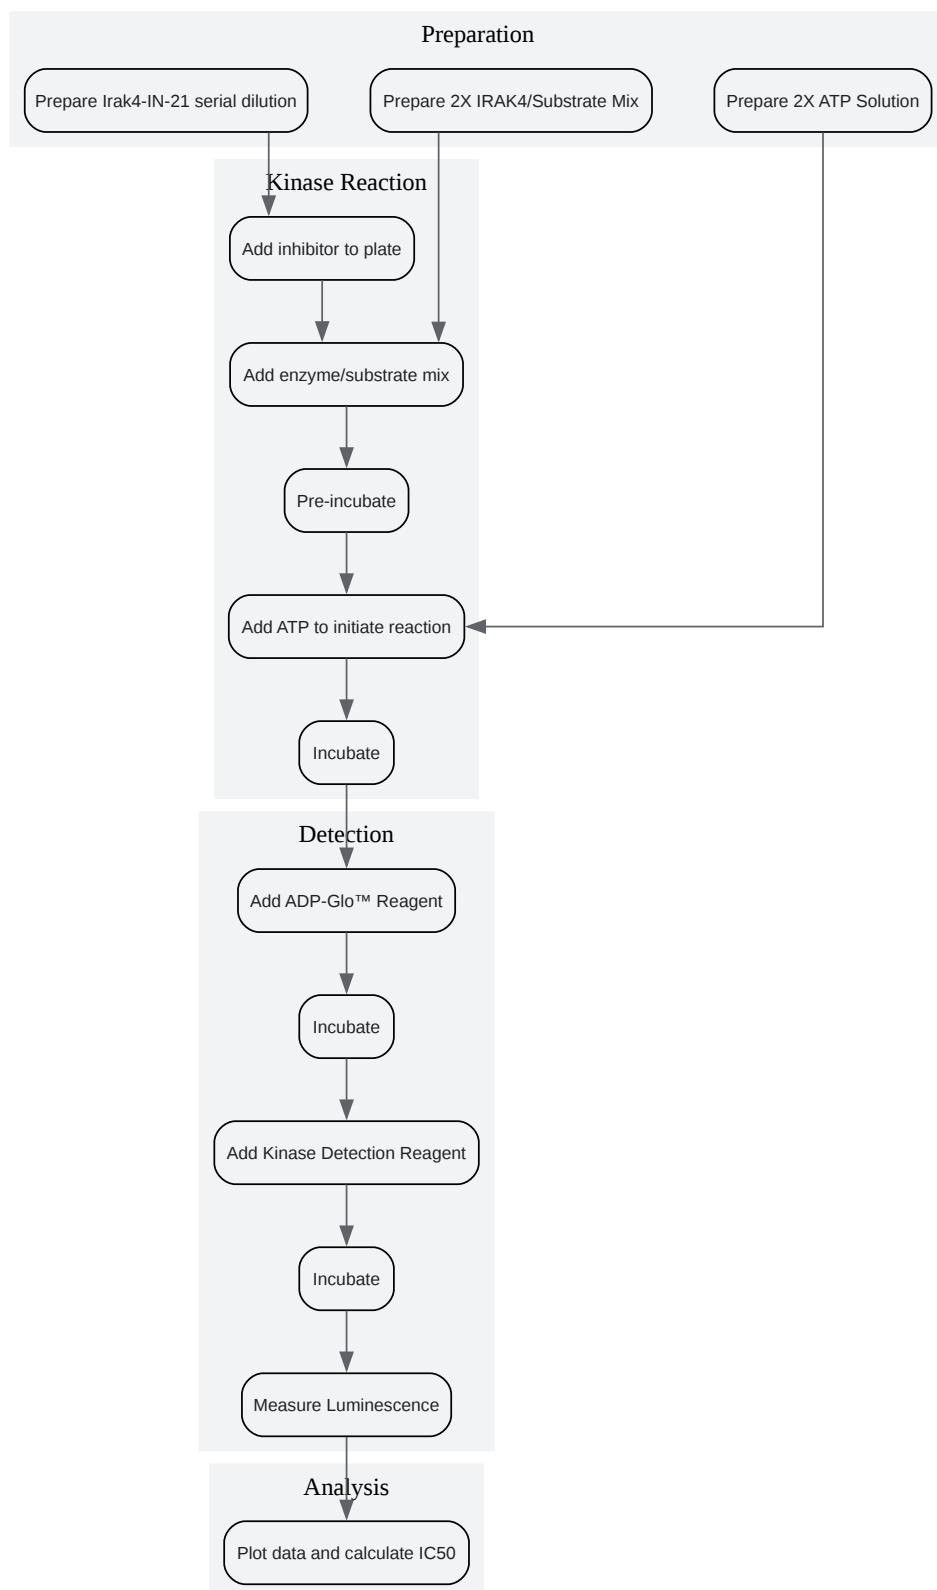 Preparation
Prepare Irak4-IN-21 serial dilution
Prepare 2X IRAK4/Substrate Mix
Prepare 2X ATP Solution
Kinase Reaction
Add inhibitor to plate
Add enzyme/substrate mix
Pre-incubate
Add ATP to initiate reaction
Incubate
Detection
Add ADP-Glo™ Reagent
Incubate
Add Kinase Detection Reagent
Incubate
Measure Luminescence
Analysis
Plot data and calculate IC50